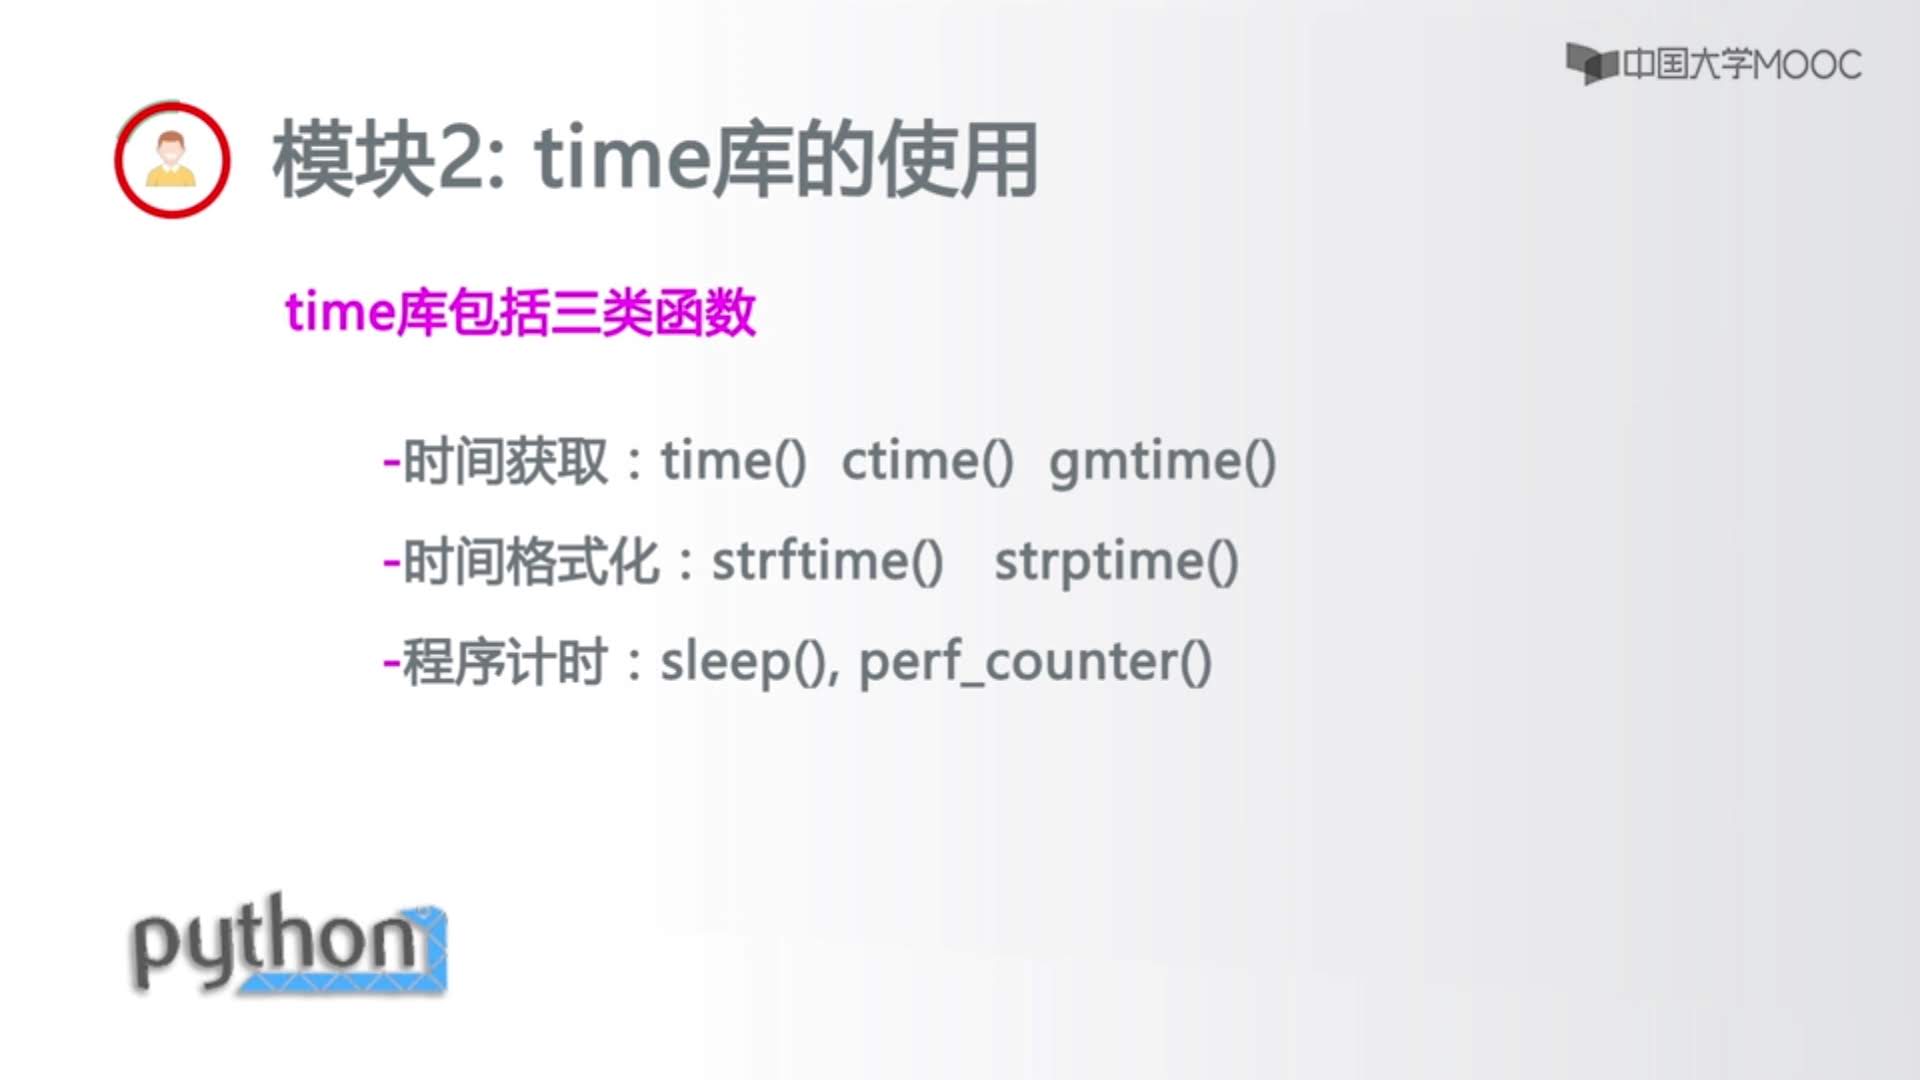 中国大学MOOC
模块2: time库的使用
time库包括三类函数
-时间获取：time()  ctime()  gmtime()
-时间格式化：strftime()   strptime()
-程序计时：sleep(), perf_counter()
python